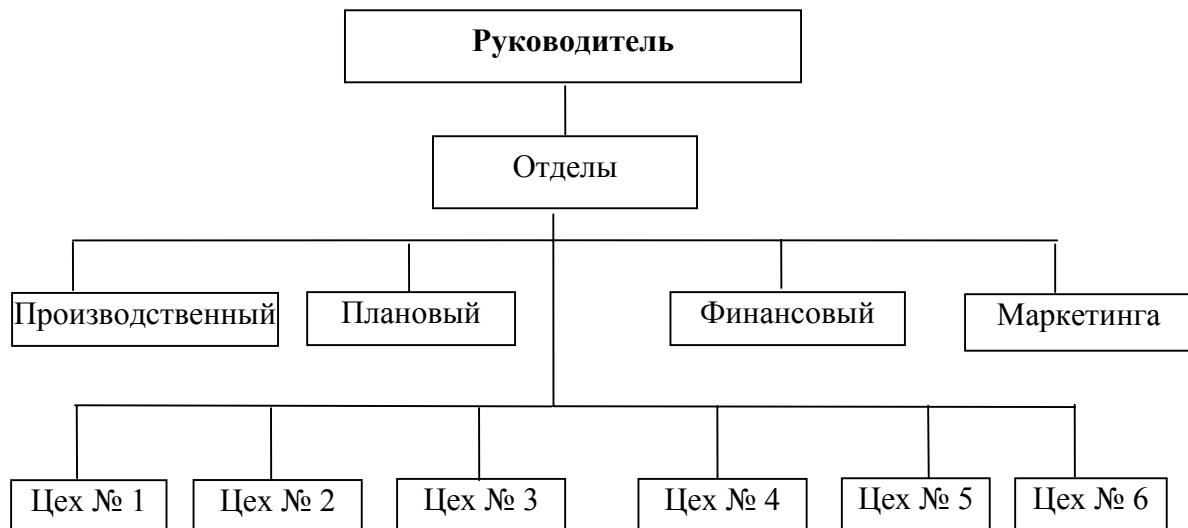 Руководитель
Отделы
Производственный
Плановый
Финансовый
Маркетинга
Цех № 1
Цех № 2
Цех № 3
Цех № 4
Цех № 5
Цех № 6